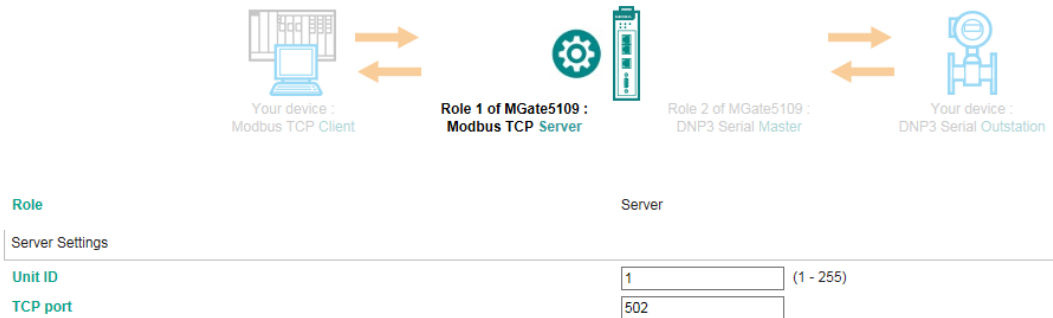 Your device :
Modbus TCP Client
Role 1 of MGate5109 :
Modbus TCP Server
Role 2 of MGate5109 :
DNP3 Serial Master
Your device :
DNP3 Serial Outstation
Role Server
Server Settings
Unit ID 1 (1 - 255)
TCP port 502